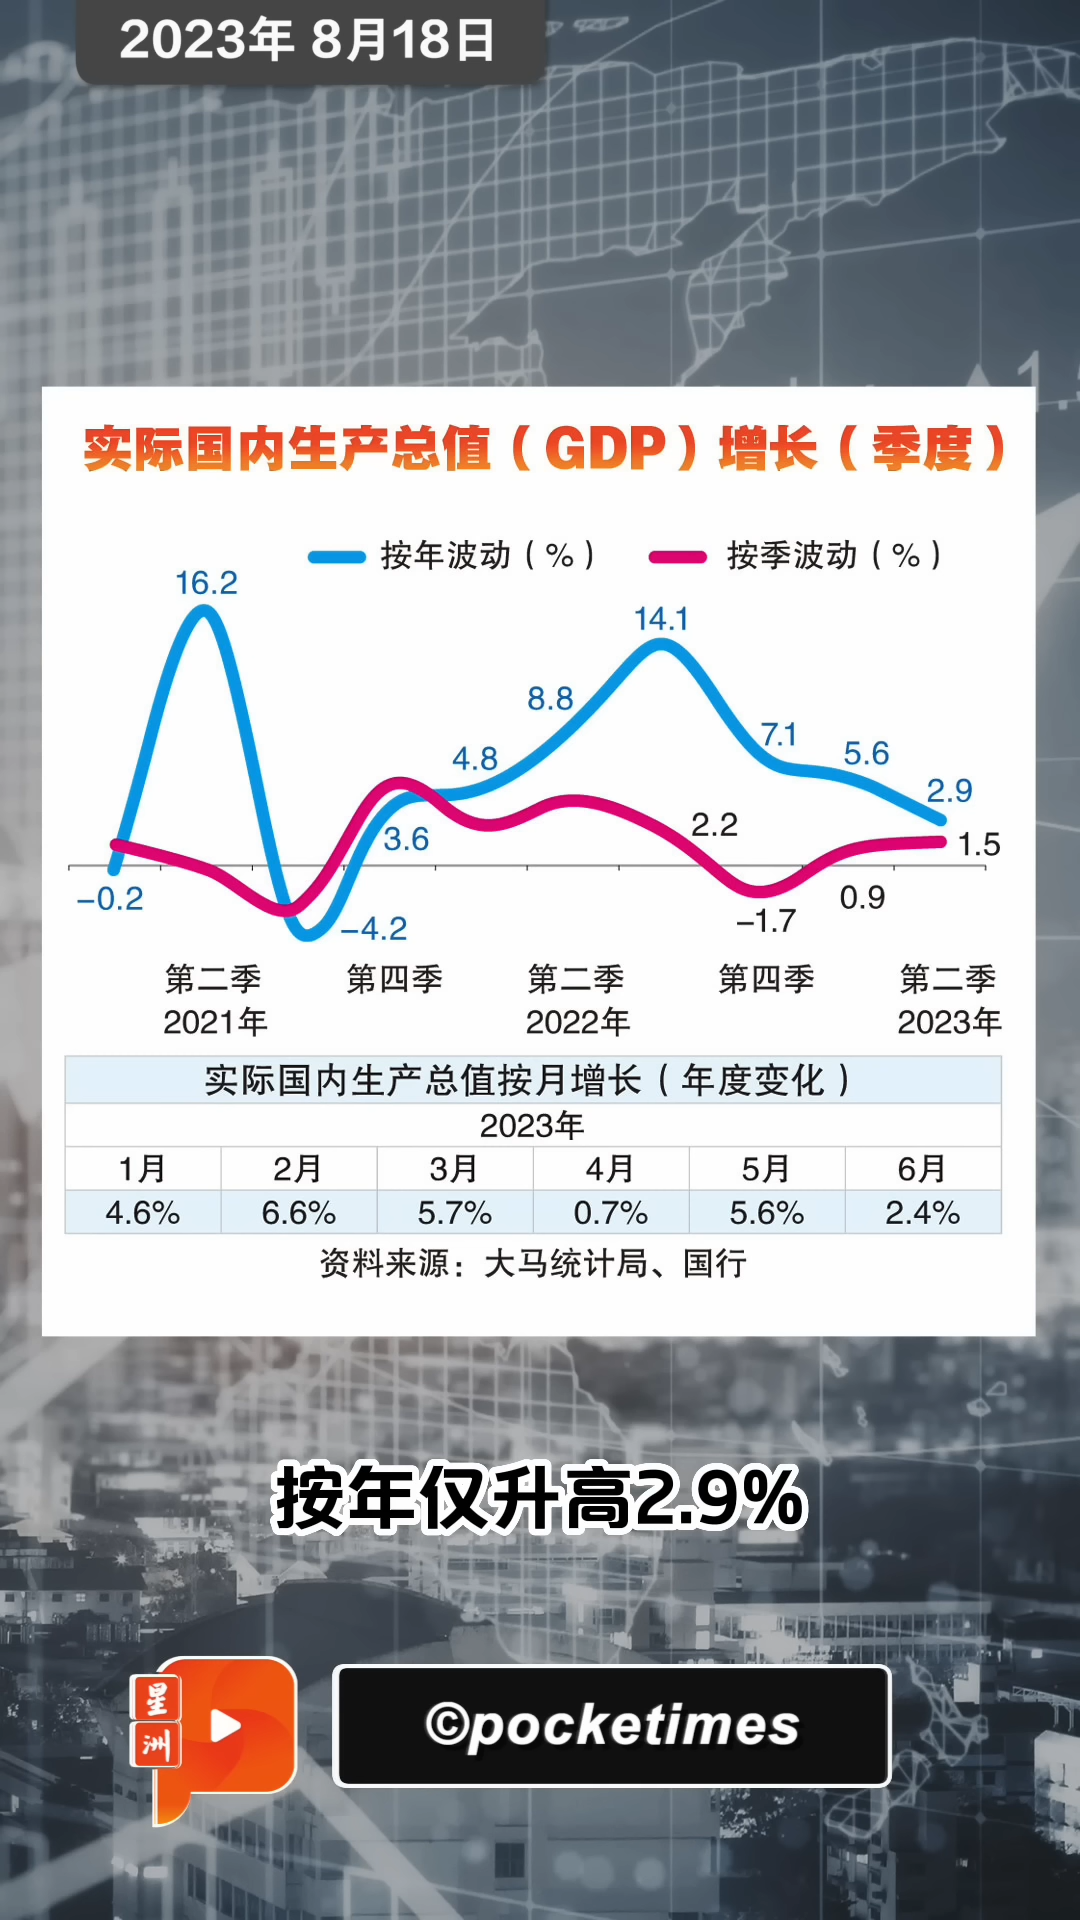 2023年 8月18日
1.
实际国内生产总值（GDP）增长（季度）
按年波动（%） 按季波动（%）
16.2
14.1
8.8
7.1
4.8
5.6
2.9
3.6
2.2
1.5
−0.2
−4.2
−1.7
0.9
第二季 第四季 第二季 第四季 第二季
2021年 2022年 2023年
实际国内生产总值按月增长（年度变化）
2023年
1月 2月 3月 4月 5月 6月
4.6% 6.6% 5.7% 0.7% 5.6% 2.4%
资料来源：大马统计局、国行
按年仅升高2.9%
星洲
©pocketimes